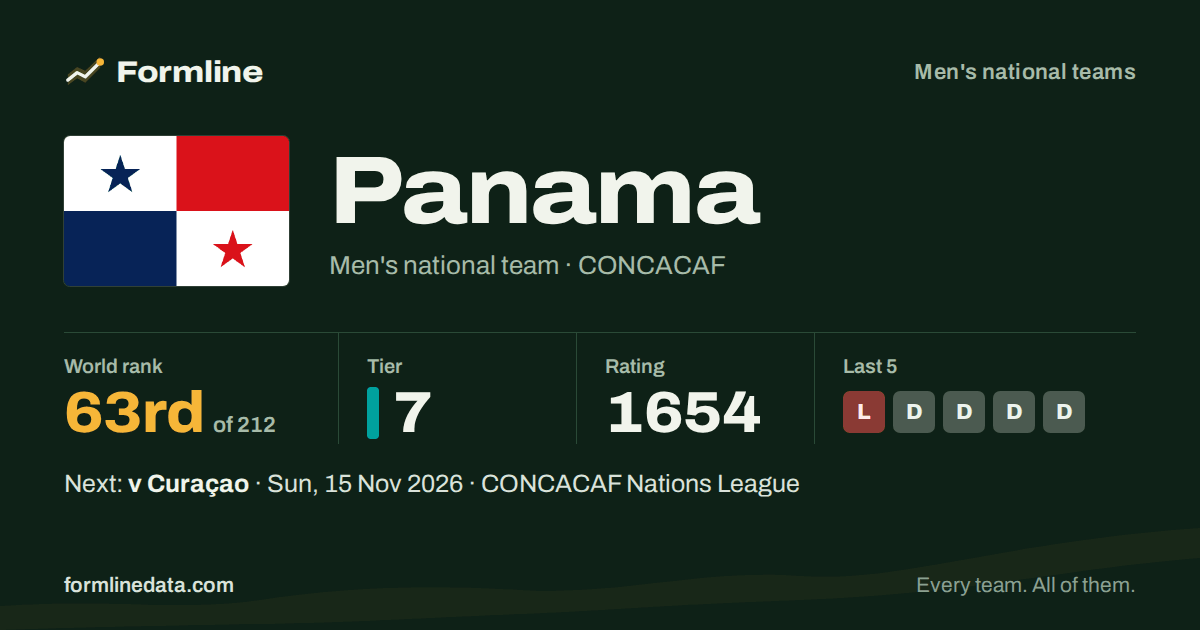 Formline
Men's national teams
Panama
Men's national team · CONCACAF
World rank
63rd of 212
Tier
7
Rating
1654
Last 5
L D D D D
Next: v Curaçao · Sun, 15 Nov 2026 · CONCACAF Nations League
formlinedata.com
Every team. All of them.